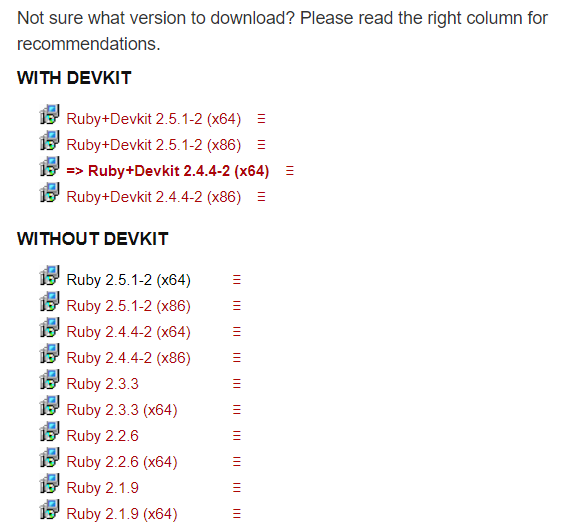 Not sure what version to download? Please read the right column for
recommendations.
WITH DEVKIT
Ruby+Devkit 2.5.1-2 (x64)
Ruby+Devkit 2.5.1-2 (x86)
=> Ruby+Devkit 2.4.4-2 (x64)
Ruby+Devkit 2.4.4-2 (x86)
WITHOUT DEVKIT
Ruby 2.5.1-2 (x64)
Ruby 2.5.1-2 (x86)
Ruby 2.4.4-2 (x64)
Ruby 2.4.4-2 (x86)
Ruby 2.3.3
Ruby 2.3.3 (x64)
Ruby 2.2.6
Ruby 2.2.6 (x64)
Ruby 2.1.9
Ruby 2.1.9 (x64)